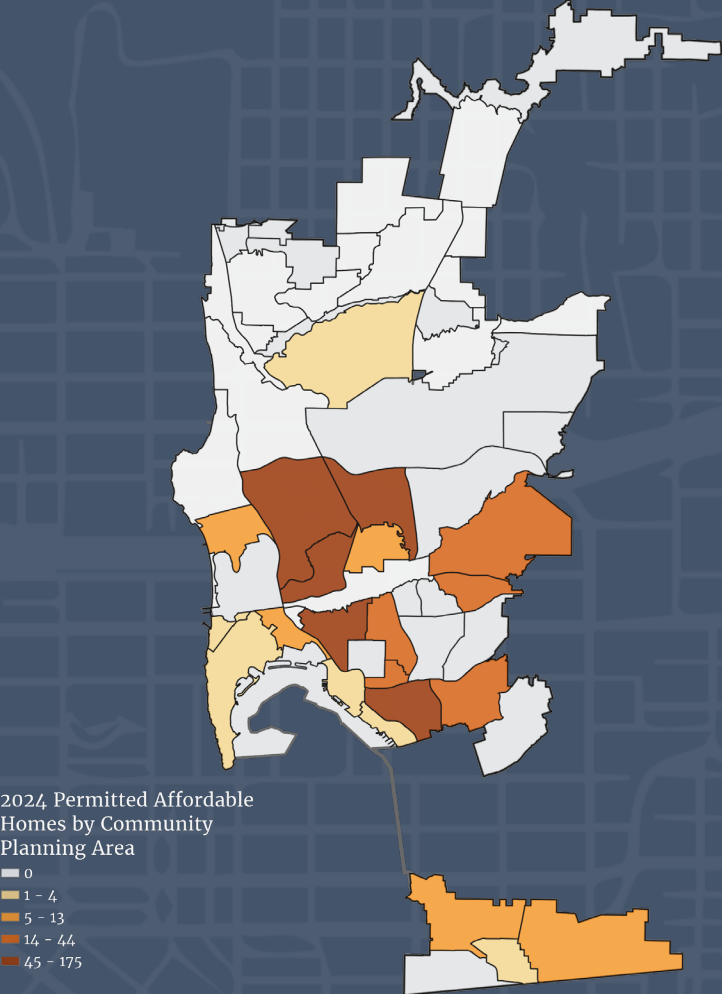 2024 Permitted Affordable
Homes by Community
Planning Area
0
1 - 4
5 - 13
14 - 44
45 - 175